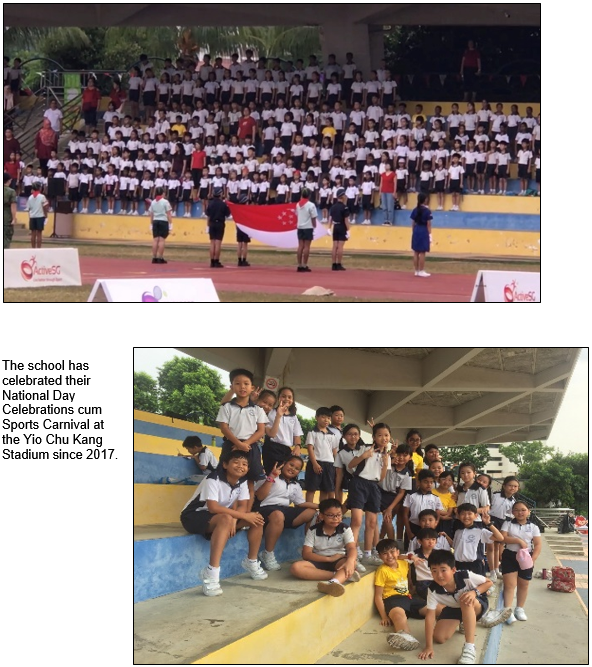 ActiveSG
The school has
celebrated their
National Day
Celebrations cum
Sports Carnival at
the Yio Chu Kang
Stadium since 2017.